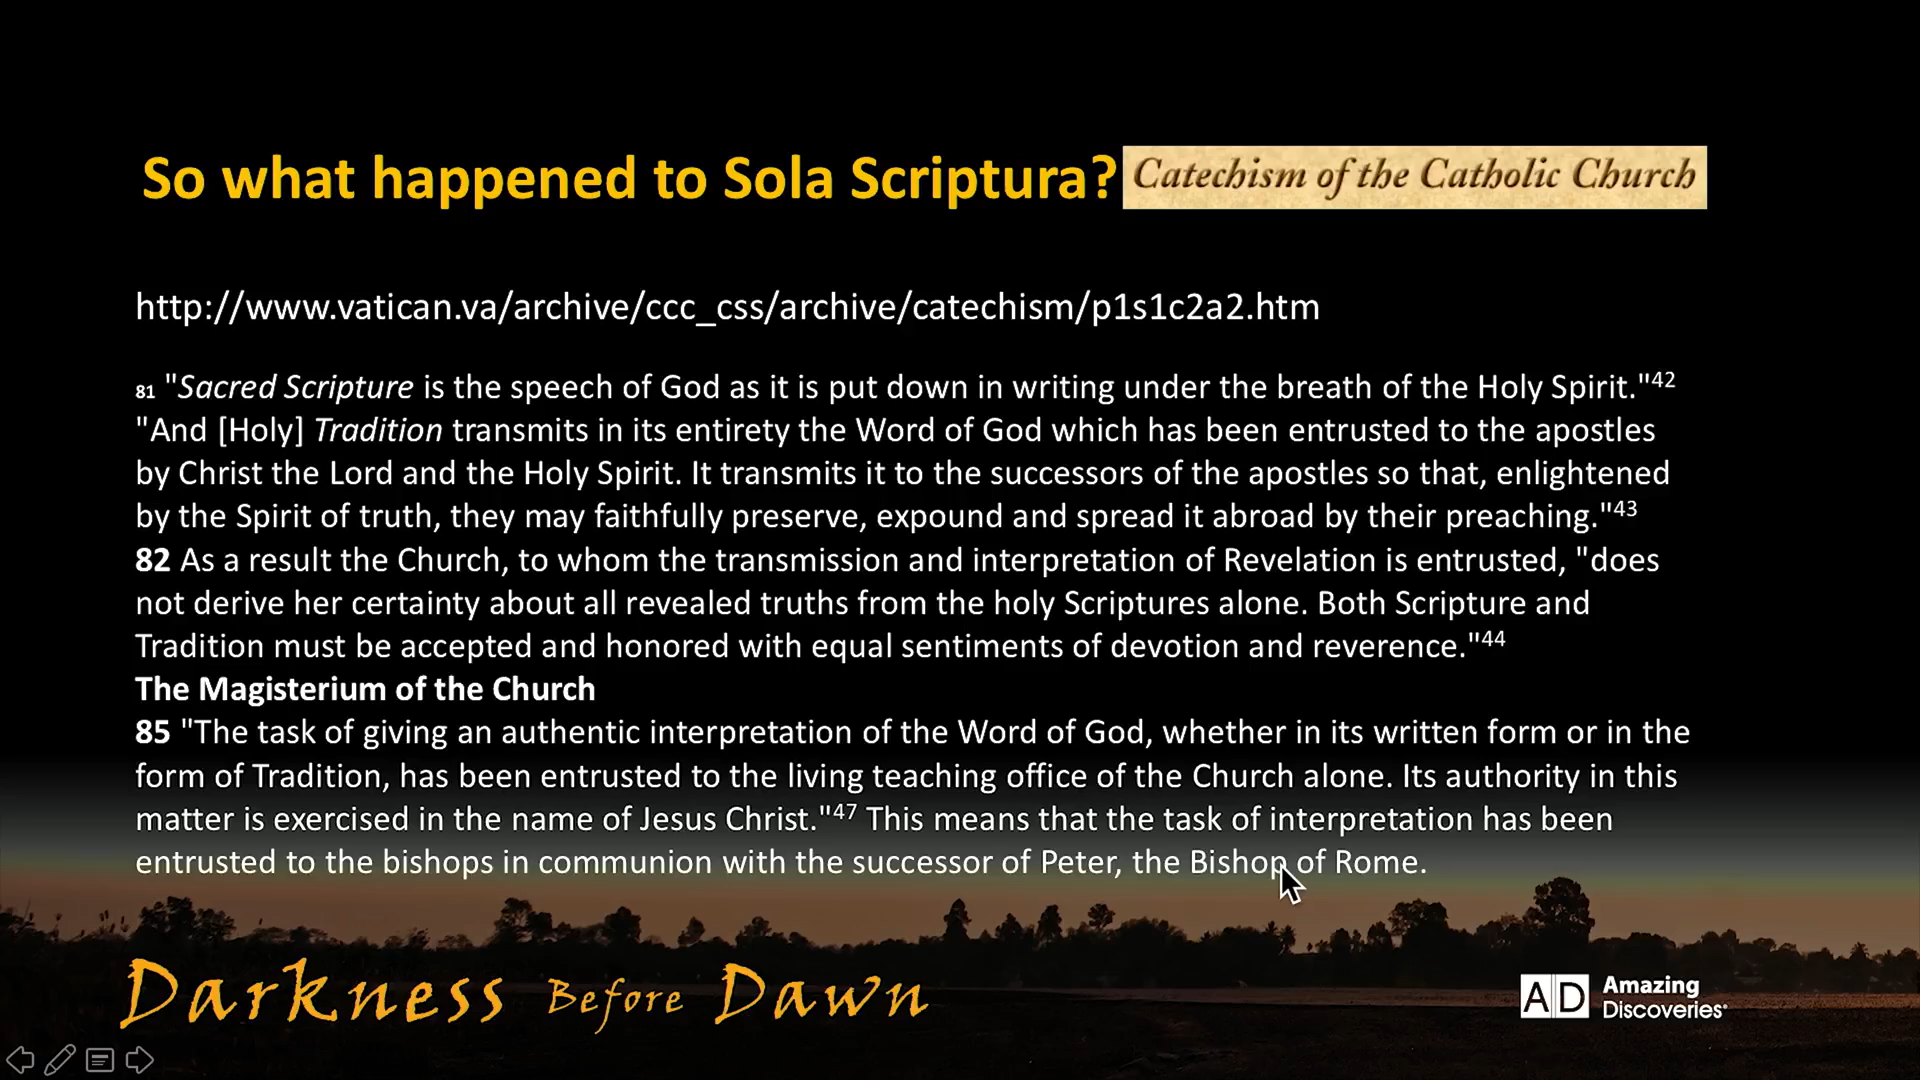 So what happened to Sola Scriptura? Catechism of the Catholic Church
http://www.vatican.va/archive/ccc_css/archive/catechism/p1s1c2a2.htm
81 "Sacred Scripture is the speech of God as it is put down in writing under the breath of the Holy Spirit."42
"And [Holy] Tradition transmits in its entirety the Word of God which has been entrusted to the apostles
by Christ the Lord and the Holy Spirit. It transmits it to the successors of the apostles so that, enlightened
by the Spirit of truth, they may faithfully preserve, expound and spread it abroad by their preaching."43
82 As a result the Church, to whom the transmission and interpretation of Revelation is entrusted, "does
not derive her certainty about all revealed truths from the holy Scriptures alone. Both Scripture and
Tradition must be accepted and honored with equal sentiments of devotion and reverence."44
The Magisterium of the Church
85 "The task of giving an authentic interpretation of the Word of God, whether in its written form or in the
form of Tradition, has been entrusted to the living teaching office of the Church alone. Its authority in this
matter is exercised in the name of Jesus Christ."47 This means that the task of interpretation has been
entrusted to the bishops in communion with the successor of Peter, the Bishop of Rome.
Darkness Before Dawn
AD Amazing
Discoveries